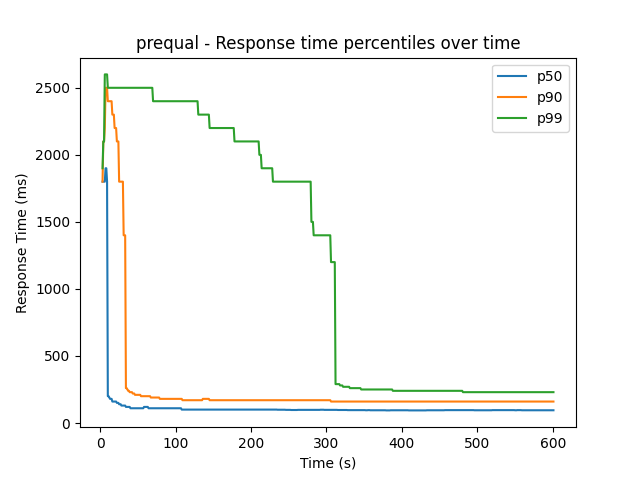 prequal - Response time percentiles over time
Response Time (ms)
2500
2000
1500
1000
500
0
p50
p90
p99
0 100 200 300 400 500 600
Time (s)